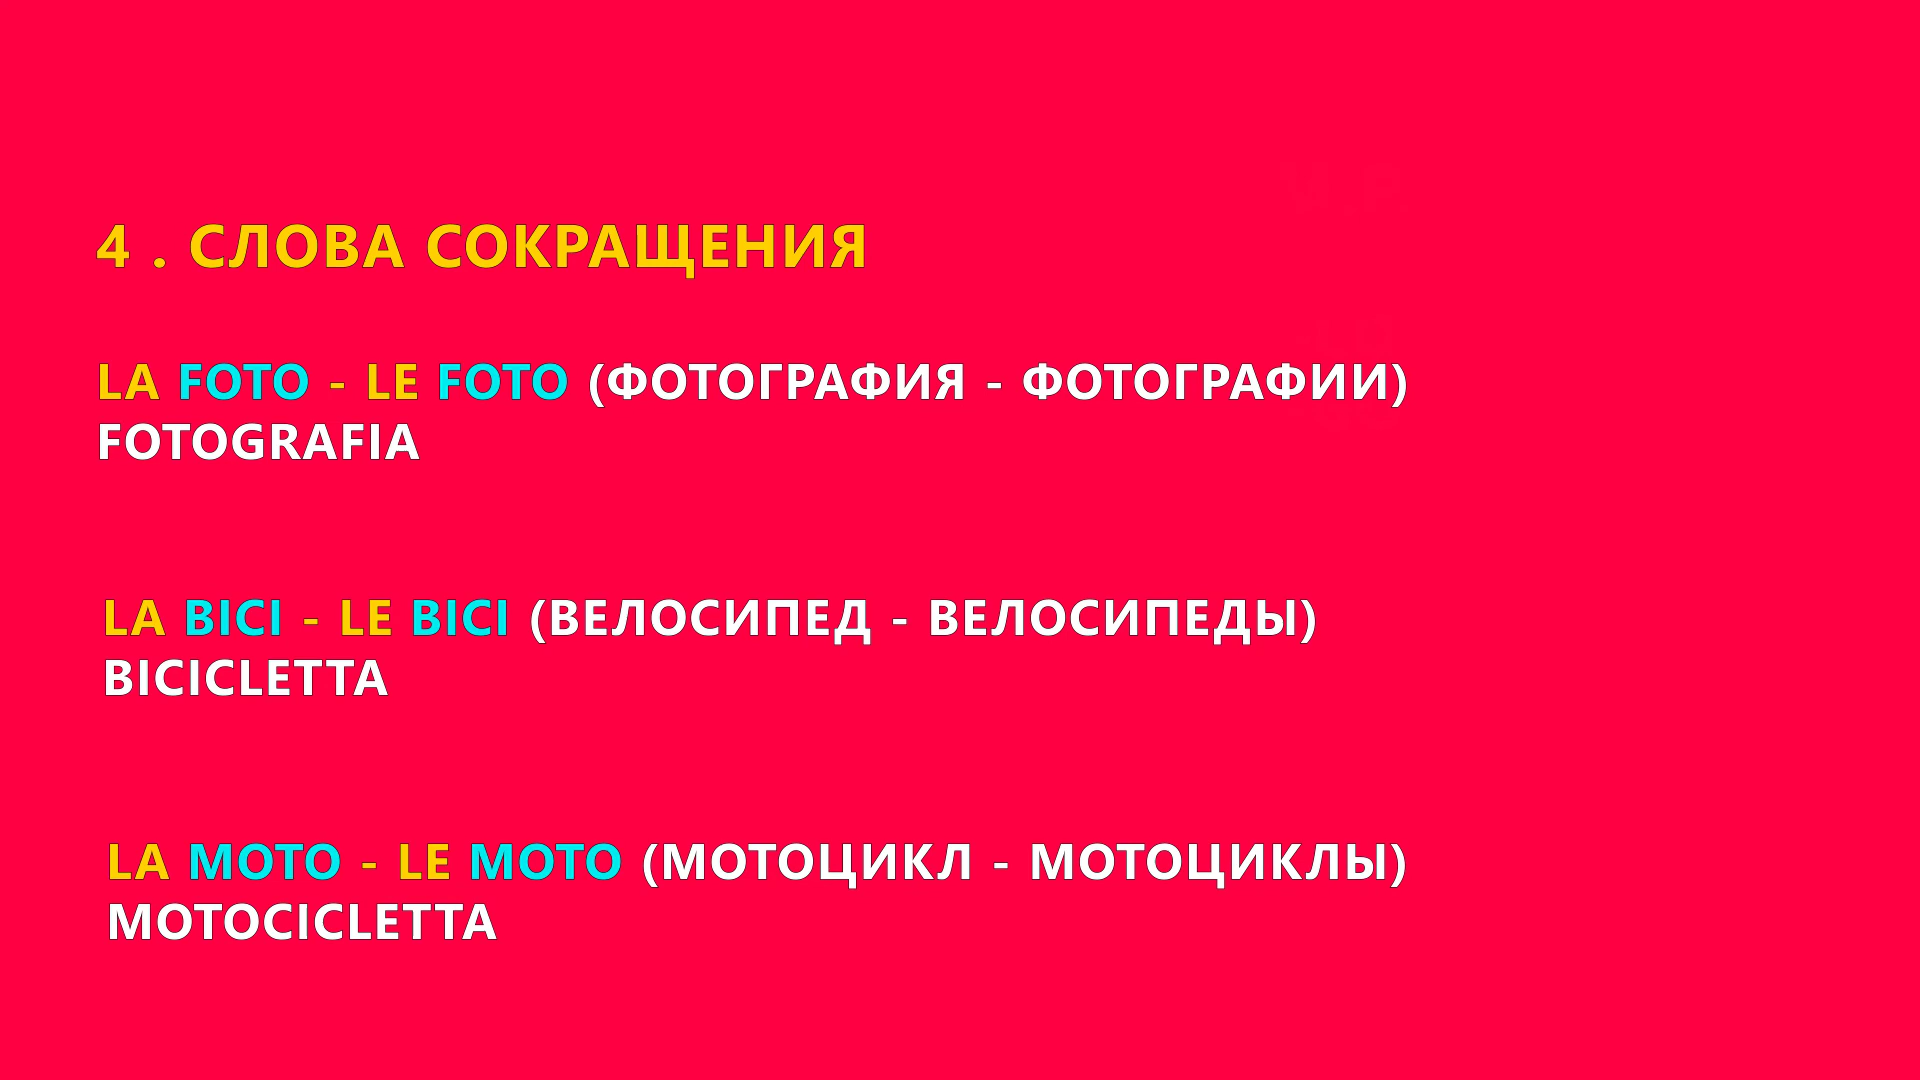 4 . СЛОВА СОКРАЩЕНИЯ
LA FOTO - LE FOTO (ФОТОГРАФИЯ - ФОТОГРАФИИ)
FOTOGRAFIA
LA BICI - LE BICI (ВЕЛОСИПЕД - ВЕЛОСИПЕДЫ)
BICICLETTA
LA MOTO - LE MOTO (МОТОЦИКЛ - МОТОЦИКЛЫ)
MOTOCICLETTA